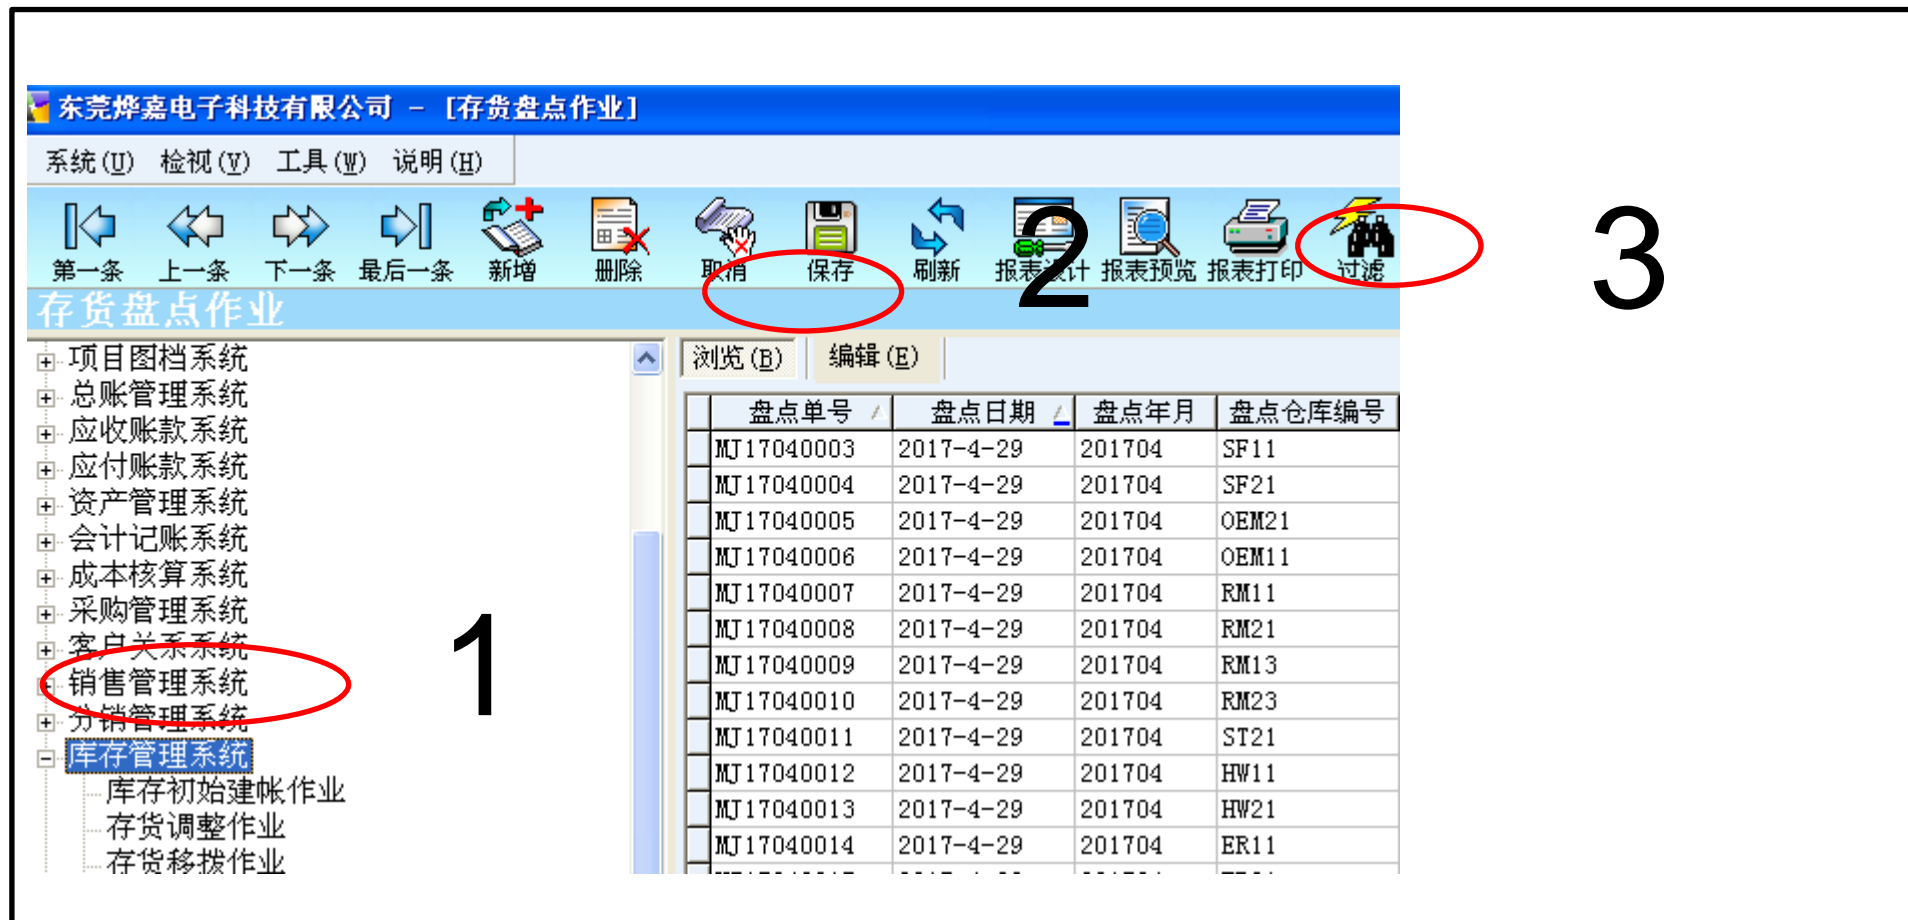 东莞烨嘉电子科技有限公司 - [存货盘点作业]
系统(U) 检视(V) 工具(W) 说明(H)
第一条 上一条 下一条 最后一条 新增 删除 取消 保存 刷新 报表设计 报表预览 报表打印 过滤
2
3
存货盘点作业
项目图档系统
总账管理系统
应收账款系统
应付账款系统
资产管理系统
会计记账系统
成本核算系统
采购管理系统
客户关系系统
销售管理系统
分销管理系统
库存管理系统
库存初始建帐作业
存货调整作业
存货移拨作业
1
浏览(B) 编辑(E)
盘点单号 盘点日期 盘点年月 盘点仓库编号
MJ17040003 2017-4-29 201704 SF11
MJ17040004 2017-4-29 201704 SF21
MJ17040005 2017-4-29 201704 OEM21
MJ17040006 2017-4-29 201704 OEM11
MJ17040007 2017-4-29 201704 RM11
MJ17040008 2017-4-29 201704 RM21
MJ17040009 2017-4-29 201704 RM13
MJ17040010 2017-4-29 201704 RM23
MJ17040011 2017-4-29 201704 ST21
MJ17040012 2017-4-29 201704 HW11
MJ17040013 2017-4-29 201704 HW21
MJ17040014 2017-4-29 201704 ER11